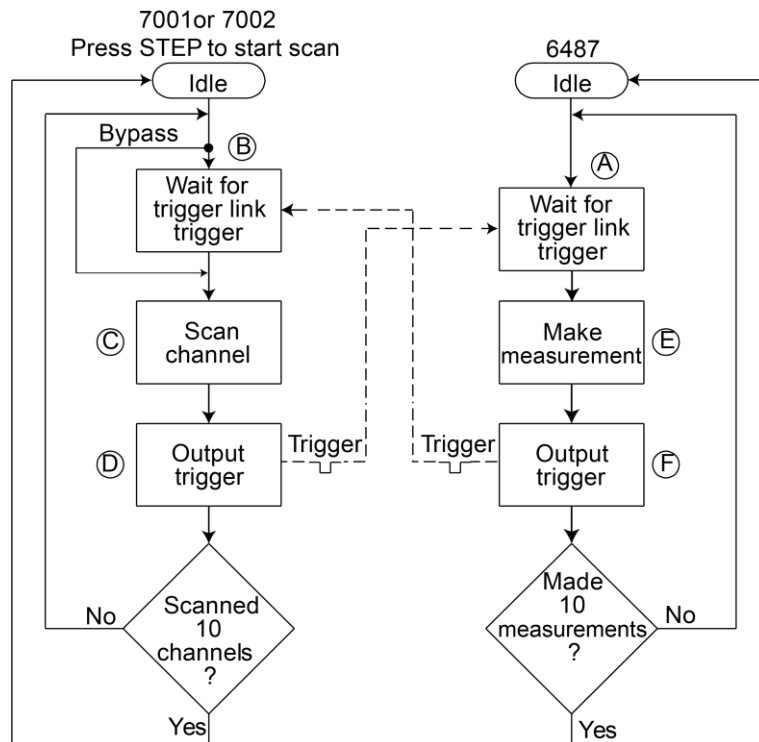 7001or 7002
Press STEP to start scan
Idle
Bypass
B
Wait for
trigger link
trigger
C
Scan
channel
D
Output
trigger
Trigger
Scanned
10
channels
?
No
Yes
6487
Idle
A
Wait for
trigger link
trigger
Make
measurement
E
Trigger
Output
trigger
F
Made
10
measurements
?
No
Yes